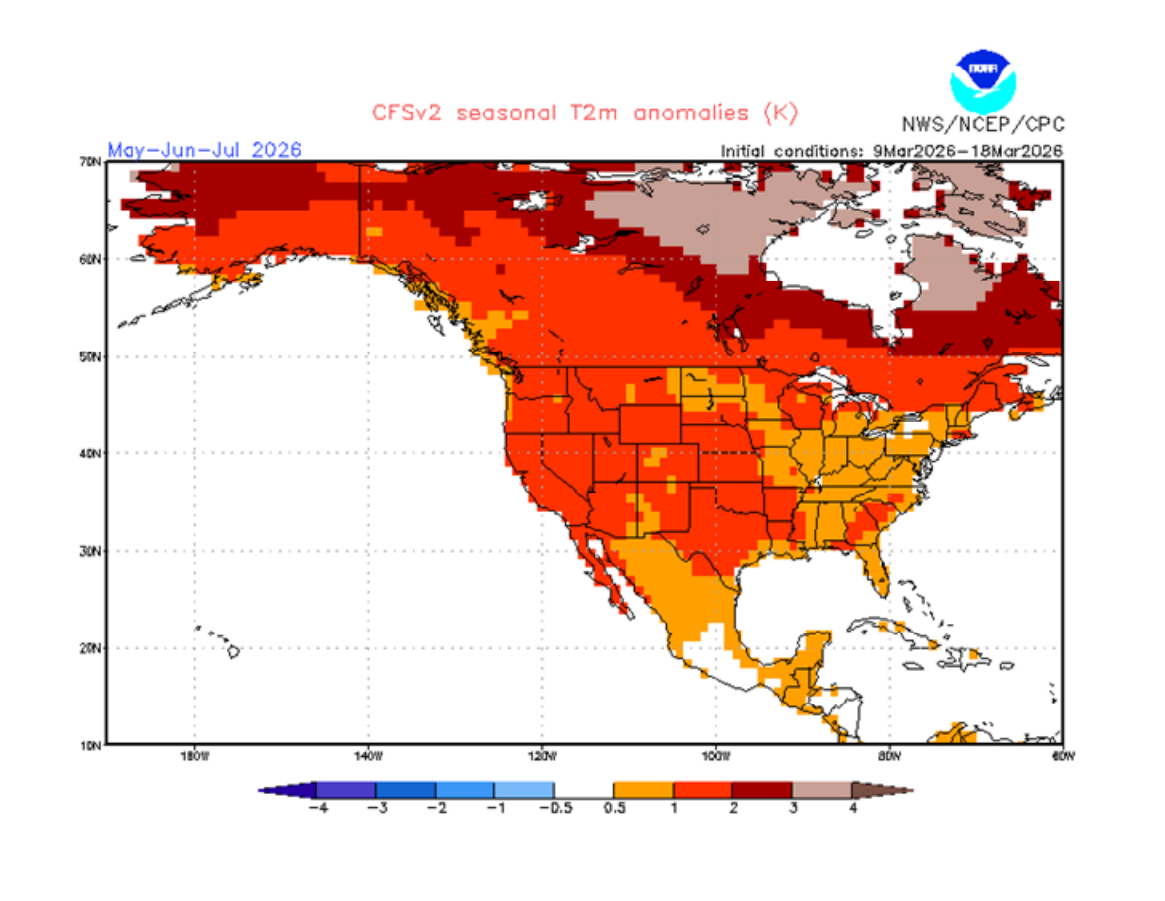 noaa
CFSv2 seasonal T2m anomalies (K)
NWS/NCEP/CPC
May-Jun-Jul 2026
Initial conditions: 9Mar2026-18Mar2026
70N
60N
50N
40N
30N
20N
10N
160W 140W 120W 100W 80W 60W
-4 -3 -2 -1 -0.5 0.5 1 2 3 4